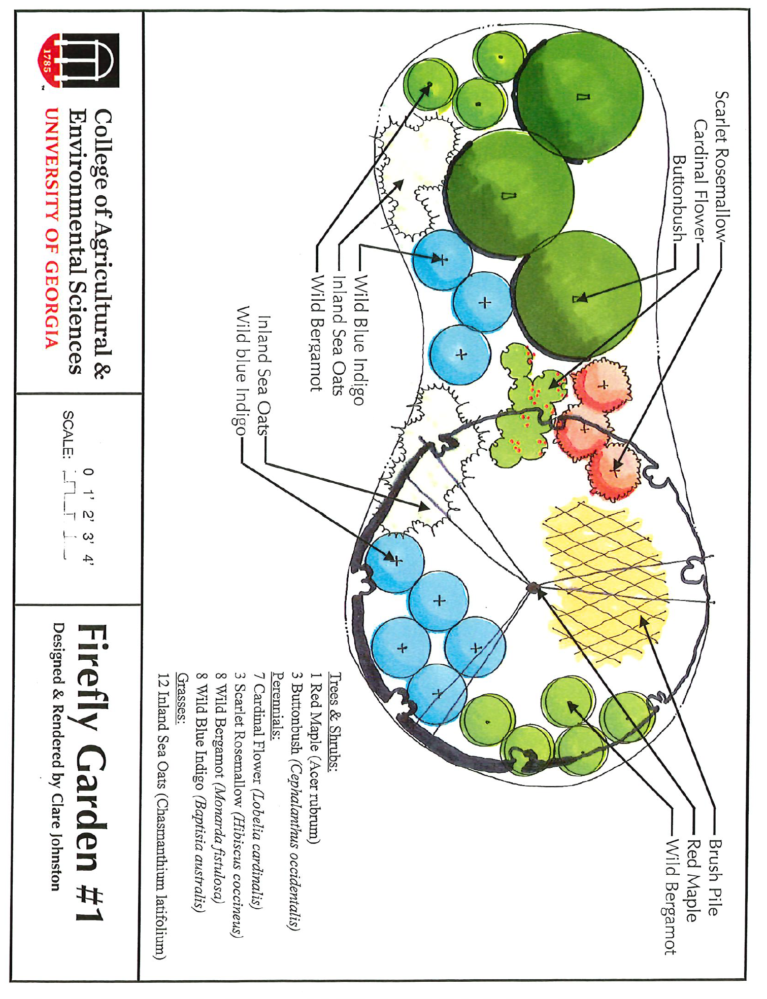 Scarlet Rosemallow
Cardinal Flower
Buttonbush
Brush Pile
Red Maple
Wild Bergamot
Wild Blue Indigo
Inland Sea Oats
Wild Bergamot
Inland Sea Oats
Wild blue Indigo
Trees & Shrubs:
1 Red Maple (Acer rubrum)
3 Buttonbush (Cephalanthus occidentalis)
Perennials:
7 Cardinal Flower (Lobelia cardinalis)
3 Scarlet Rosemallow (Hibiscus coccineus)
8 Wild Bergamot (Monarda fistulosa)
8 Wild Blue Indigo (Baptisia australis)
Grasses:
12 Inland Sea Oats (Chasmanthium latifolium)
1785
TM
College of Agricultural &
Environmental Sciences
UNIVERSITY OF GEORGIA
0 1' 2' 3' 4'
SCALE:
Firefly Garden #1
Designed & Rendered by Clare Johnston